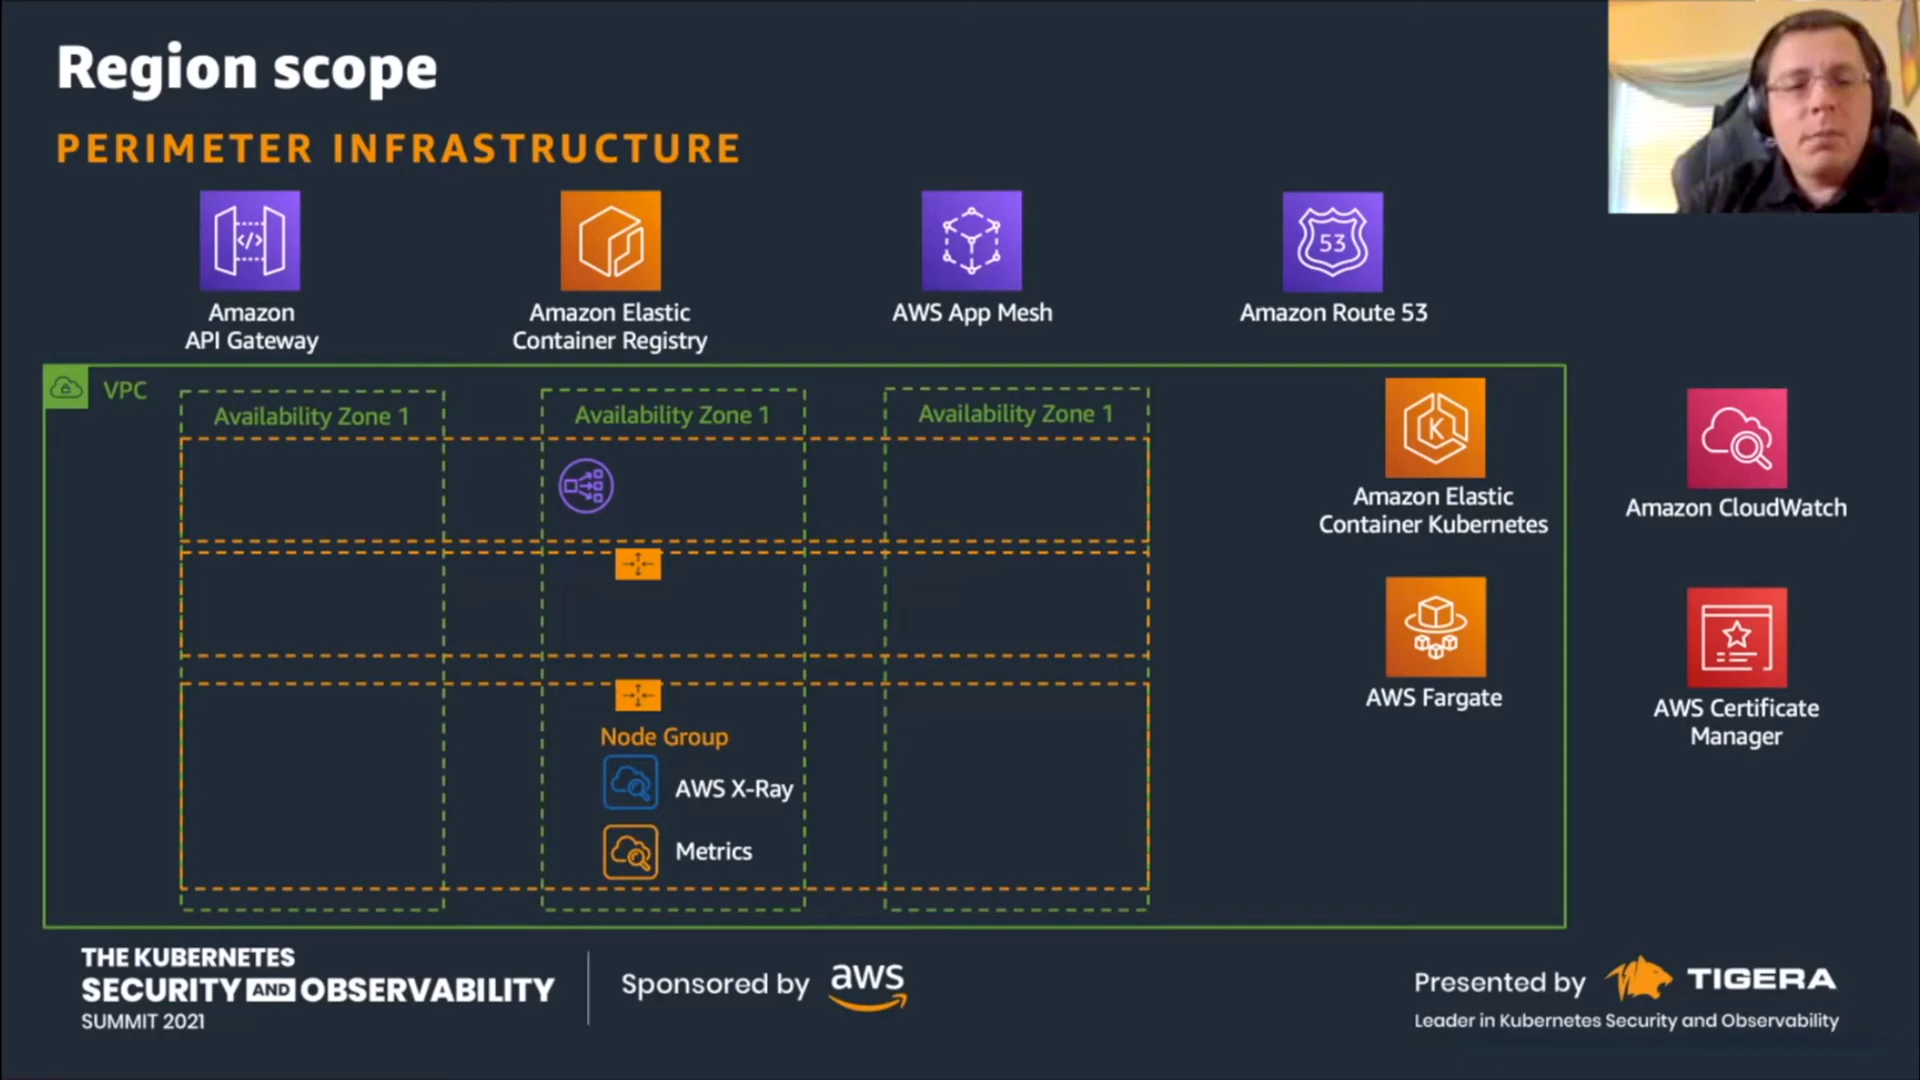 Region scope
PERIMETER INFRASTRUCTURE
Amazon
API Gateway
Amazon Elastic
Container Registry
AWS App Mesh
53
Amazon Route 53
VPC
Availability Zone 1
Availability Zone 1
Availability Zone 1
K
Amazon Elastic
Container Kubernetes
Amazon CloudWatch
AWS Fargate
AWS Certificate
Manager
Node Group
AWS X-Ray
Metrics
THE KUBERNETES
SECURITY AND OBSERVABILITY
SUMMIT 2021
Sponsored by aws
Presented by TIGERA
Leader in Kubernetes Security and Observability